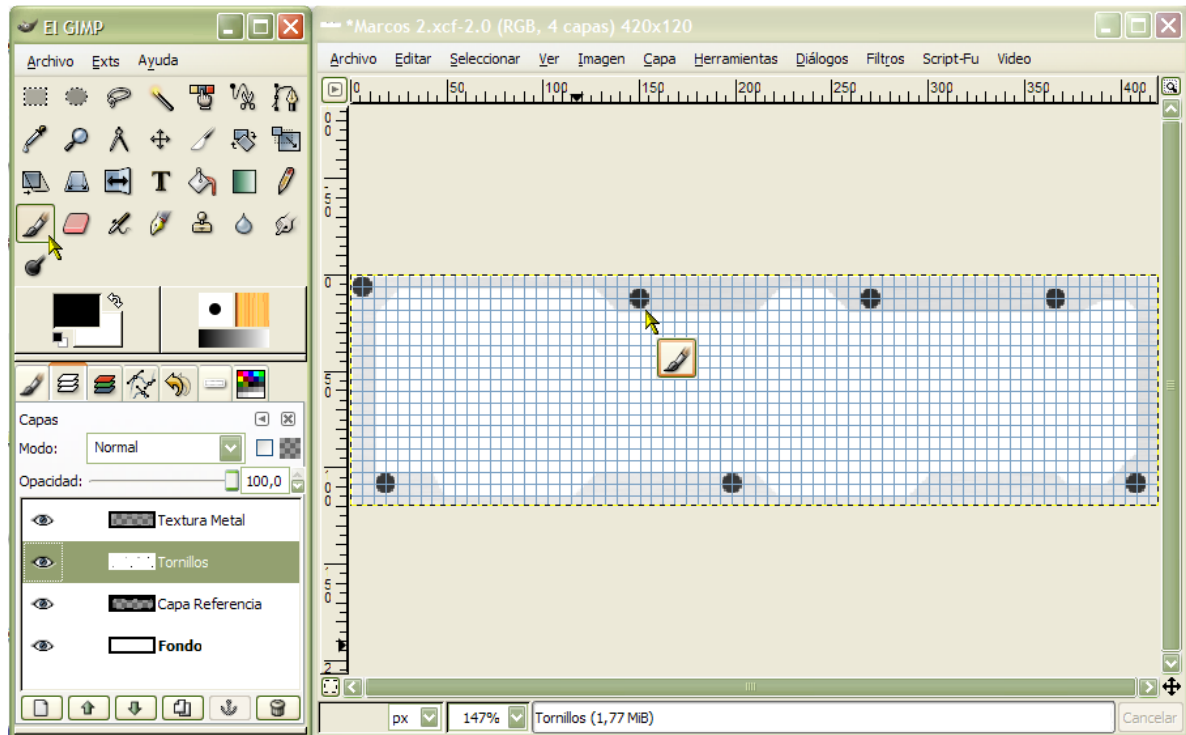 El GIMP
Archivo Exts Ayuda
Capas
Modo: Normal
Opacidad: 100,0
Textura Metal
Tornillos
Capa Referencia
Fondo
*Marcos 2.xcf-2.0 (RGB, 4 capas) 420x120
Archivo Editar Seleccionar Ver Imagen Capa Herramientas Diálogos Filtros Script-Fu Video
0 50 100 150 200 250 300 350 400
px 147% Tornillos (1,77 MiB) Cancelar